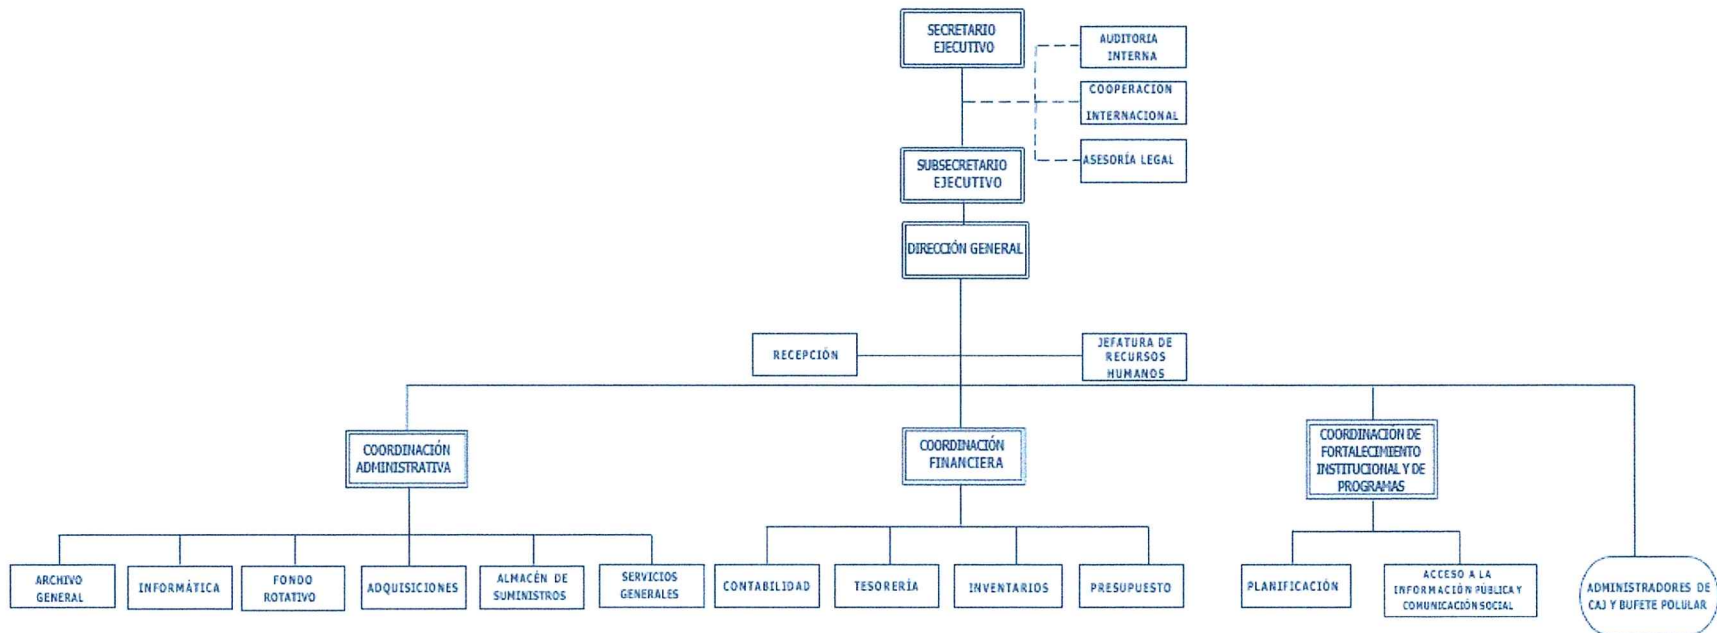 SECRETARIO
EJECUTIVO
AUDITORIA
INTERNA
COOPERACION
INTERNACIONAL
ASESORÍA LEGAL
SUBSECRETARIO
EJECUTIVO
DIRECCIÓN GENERAL
RECEPCIÓN
JEFATURA DE
RECURSOS
HUMANOS
COORDINACIÓN
ADMINISTRATIVA
COORDINACIÓN
FINANCIERA
COORDINACIÓN DE
FORTALECIMIENTO
INSTITUCIONAL Y DE
PROGRAMAS
ARCHIVO
GENERAL
INFORMÁTICA
FONDO
ROTATIVO
ADQUISICIONES
ALMACÉN DE
SUMINISTROS
SERVICIOS
GENERALES
CONTABILIDAD
TESORERÍA
INVENTARIOS
PRESUPUESTO
PLANIFICACIÓN
ACCESO A LA
INFORMACIÓN PÚBLICA Y
COMUNICACIÓN SOCIAL
ADMINISTRADORES DE
CAJ Y BUFETE POLULAR